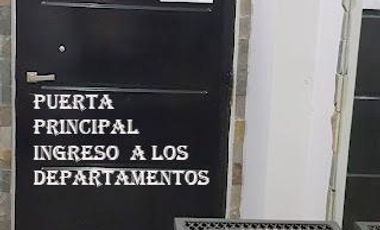 PUERTA
PRINCIPAL
INGRESO A LOS
DEPARTAMENTOS